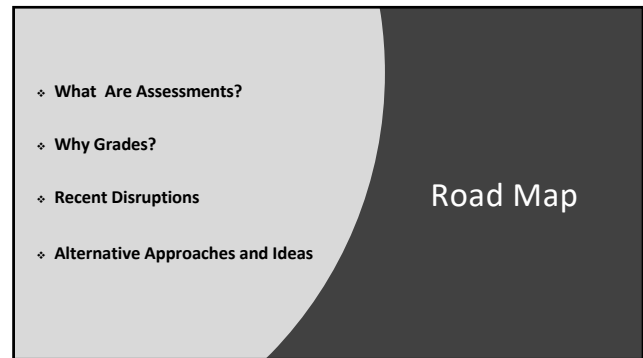 ❖ What Are Assessments?
❖ Why Grades?
❖ Recent Disruptions
❖ Alternative Approaches and Ideas
Road Map